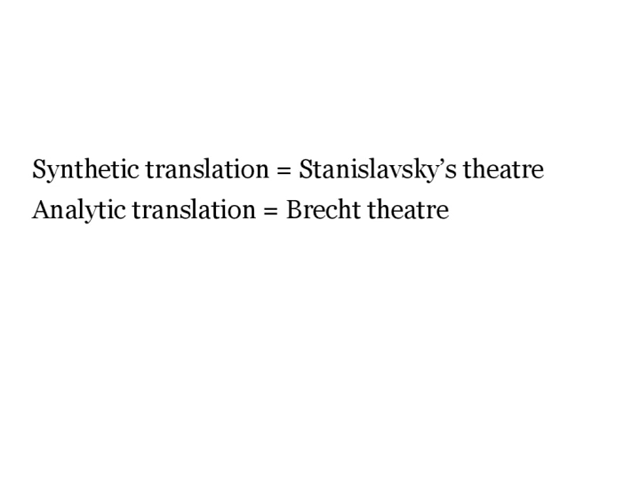 Synthetic translation = Stanislavsky’s theatre
Analytic translation = Brecht theatre